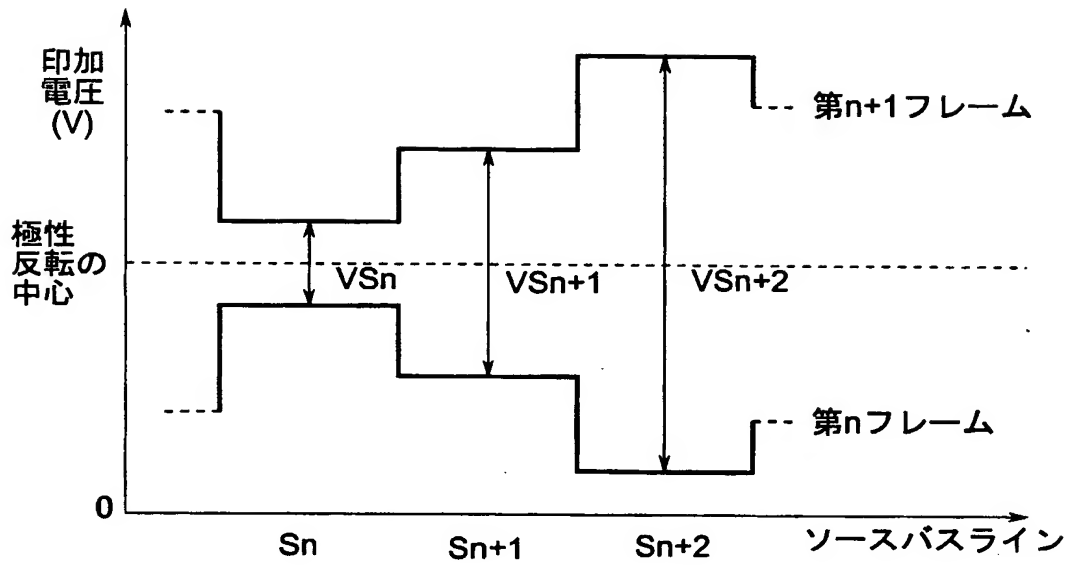 印加
電圧
(V)
第n+1フレーム
極性
反転の
中心
VSn
VSn+1
VSn+2
第nフレーム
0
Sn
Sn+1
Sn+2
ソースバスライン